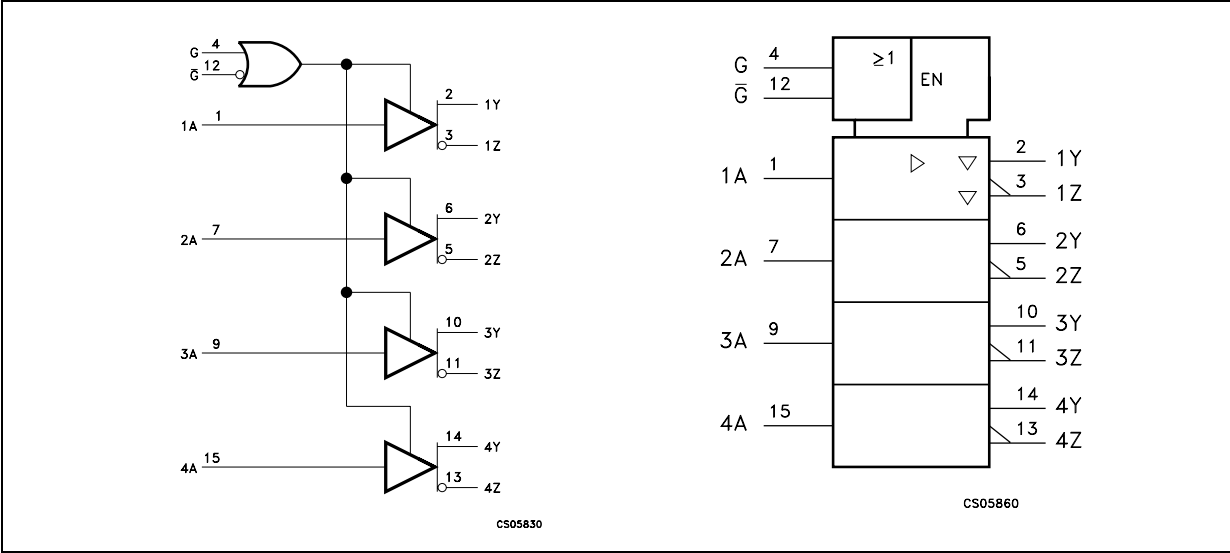 G 4
G̅ 12
1A 1
2 1Y
3 1Z
6 2Y
2A 7
5 2Z
10 3Y
3A 9
11 3Z
14 4Y
4A 15
13 4Z
CS05830
G 4
≥1
EN
G̅ 12
2 1Y
1A 1
3 1Z
6 2Y
2A 7
5 2Z
10 3Y
3A 9
11 3Z
14 4Y
4A 15
13 4Z
CS05860